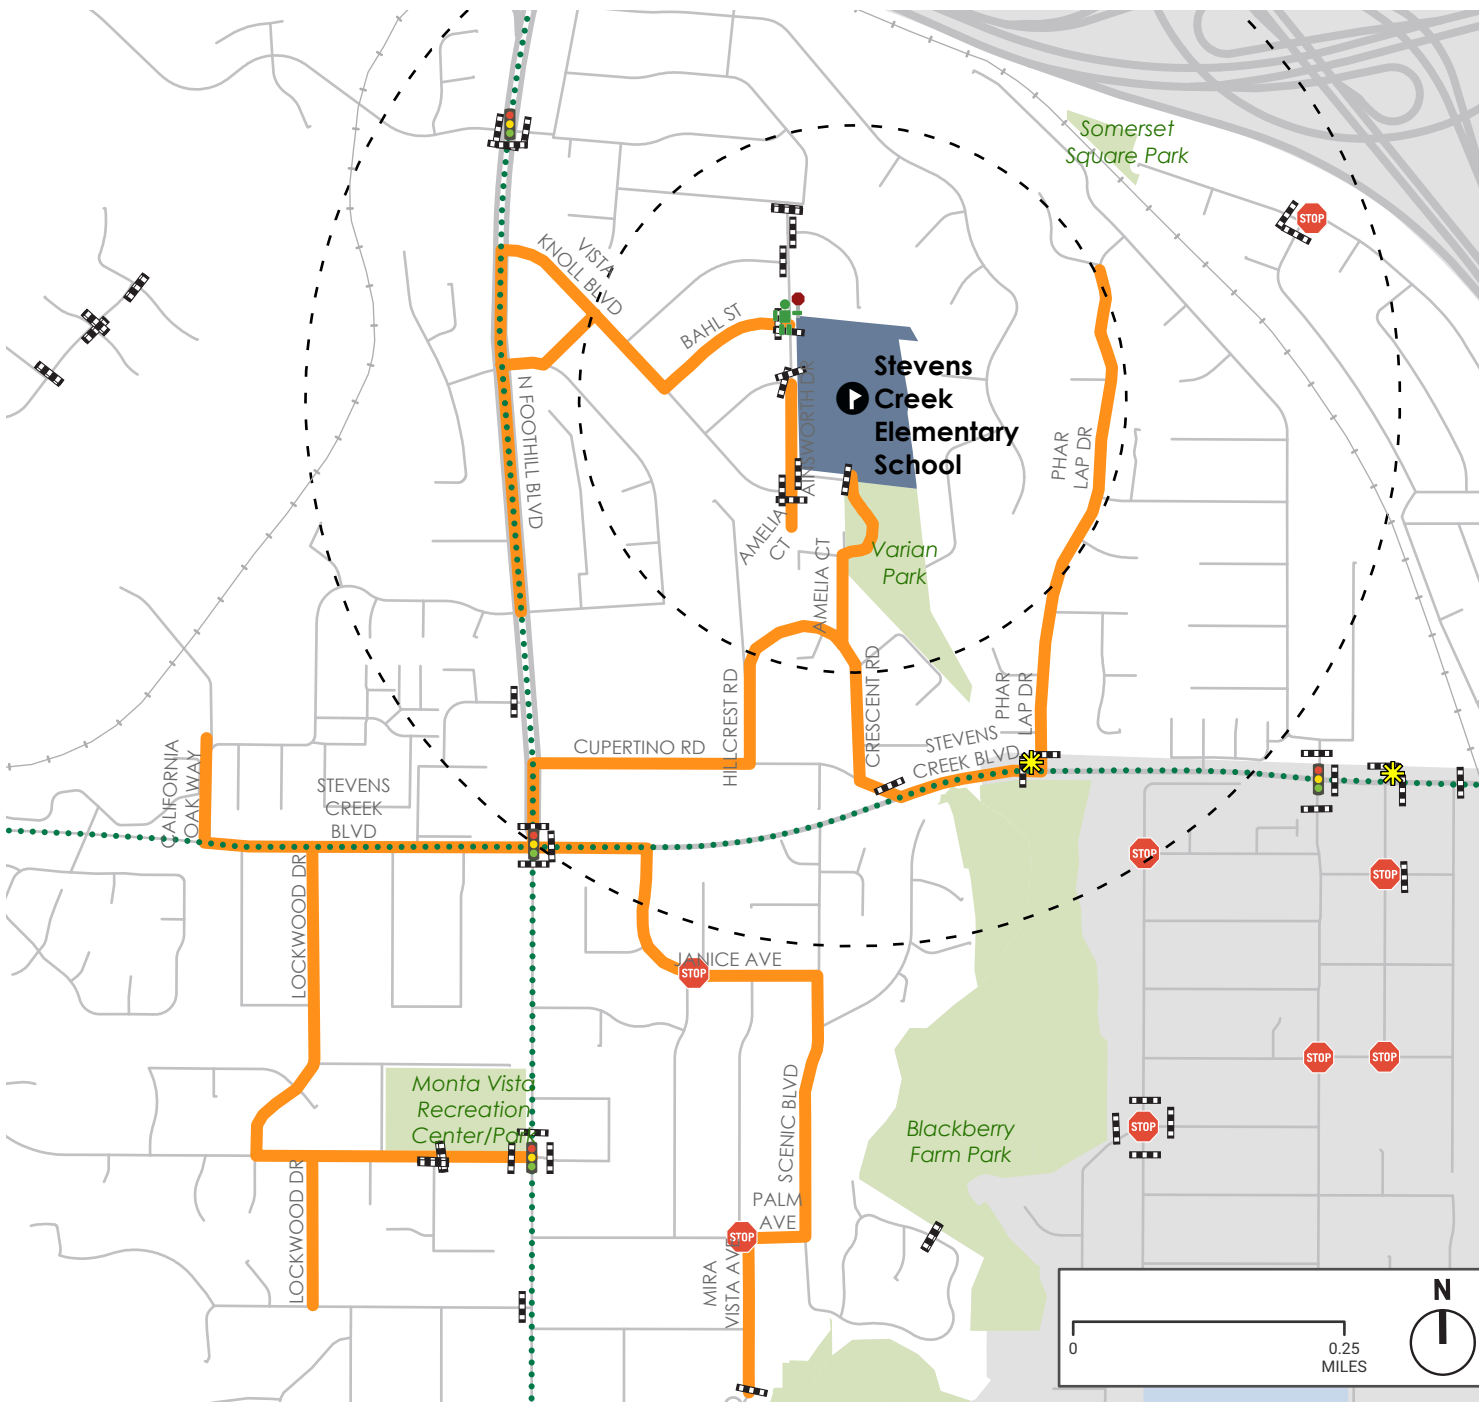 Somerset
Square Park
STOP
VISTA
KNOLL BLVD
BAHL ST
Stevens
Creek
Elementary
School
AINSWORTH DR
N FOOTHILL BLVD
PHAR
LAP DR
AMELIA
CT
AMELIA CT
Varian
Park
HILLCREST RD
CRESCENT RD
PHAR
LAP DR
STEVENS
CREEK BLVD
CUPERTINO RD
CALIFORNIA
OAK WAY
STEVENS
CREEK
BLVD
STOP
STOP
LOCKWOOD DR
JANICE AVE
STOP
STOP
STOP
Monta Vista
Recreation
Center/Park
SCENIC BLVD
Blackberry
Farm Park
STOP
LOCKWOOD DR
PALM
AVE
STOP
MIRA
VISTA AVE
N
0
0.25
MILES